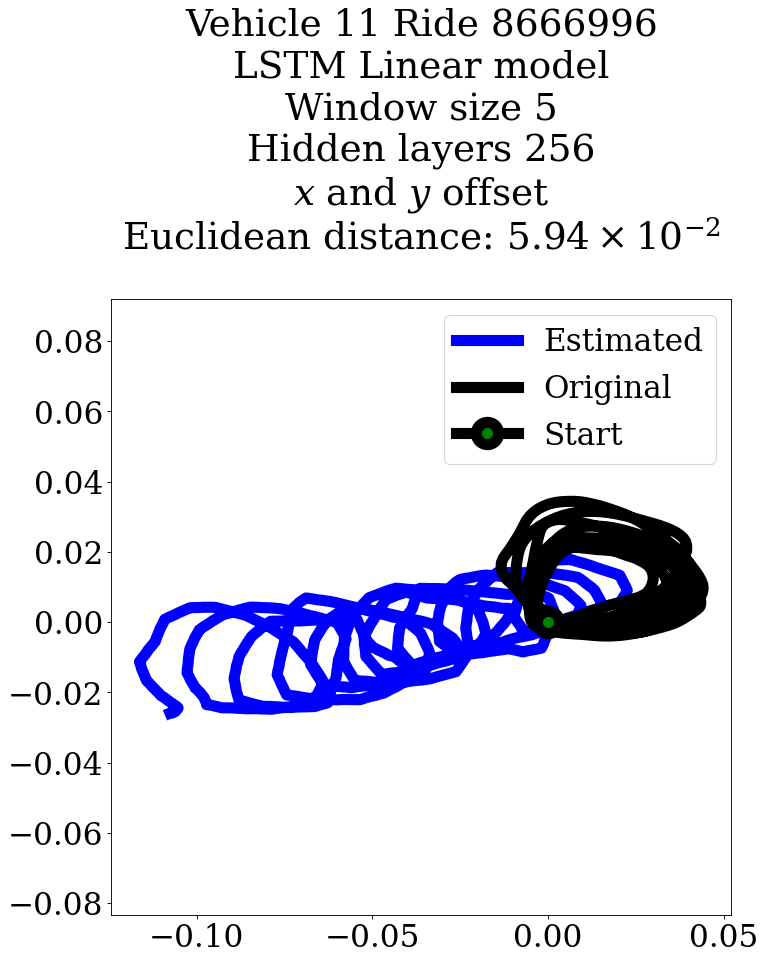 Vehicle 11 Ride 8666996
LSTM Linear model
Window size 5
Hidden layers 256
x and y offset
Euclidean distance: 5.94 × 10⁻²
Estimated
Original
Start
0.08
0.06
0.04
0.02
0.00
−0.02
−0.04
−0.06
−0.08
−0.10 −0.05 0.00 0.05